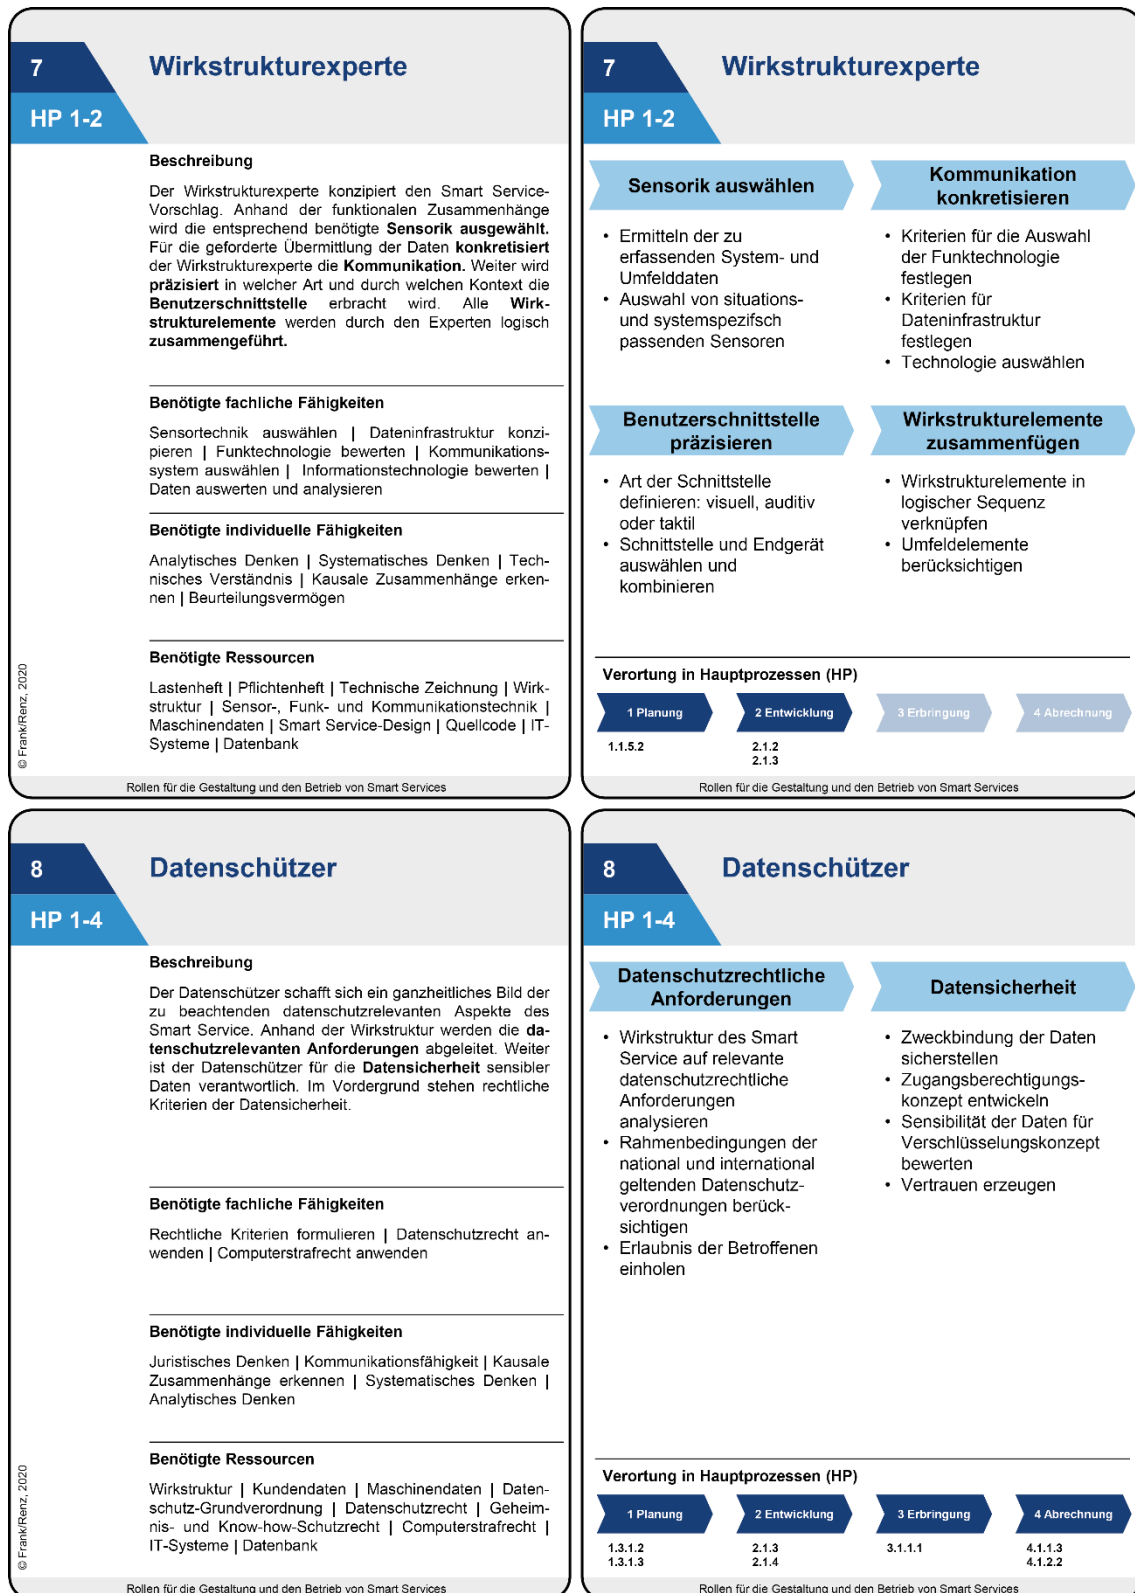 7
Wirkstrukturexperte
HP 1-2
Beschreibung
Der Wirkstrukturexperte konzipiert den Smart Service-
Vorschlag. Anhand der funktionalen Zusammenhänge
wird die entsprechend benötigte Sensorik ausgewählt.
Für die geforderte Übermittlung der Daten konkretisiert
der Wirkstrukturexperte die Kommunikation. Weiter wird
präzisiert in welcher Art und durch welchen Kontext die
Benutzerschnittstelle erbracht wird. Alle Wirk-
strukturelemente werden durch den Experten logisch
zusammengeführt.
Benötigte fachliche Fähigkeiten
Sensortechnik auswählen | Dateninfrastruktur konzi-
pieren | Funktechnologie bewerten | Kommunikations-
system auswählen | Informationstechnologie bewerten |
Daten auswerten und analysieren
Benötigte individuelle Fähigkeiten
Analytisches Denken | Systematisches Denken | Tech-
nisches Verständnis | Kausale Zusammenhänge erken-
nen | Beurteilungsvermögen
Benötigte Ressourcen
Lastenheft | Pflichtenheft | Technische Zeichnung | Wirk-
struktur | Sensor-, Funk- und Kommunikationstechnik |
Maschinendaten | Smart Service-Design | Quellcode | IT-
Systeme | Datenbank
© Frank/Renz, 2020
Rollen für die Gestaltung und den Betrieb von Smart Services
7
Wirkstrukturexperte
HP 1-2
Sensorik auswählen
• Ermitteln der zu
erfassenden System- und
Umfelddaten
• Auswahl von situations-
und systemspezifsch
passenden Sensoren
Kommunikation
konkretisieren
• Kriterien für die Auswahl
der Funktechnologie
festlegen
• Kriterien für
Dateninfrastruktur
festlegen
• Technologie auswählen
Benutzerschnittstelle
präzisieren
• Art der Schnittstelle
definieren: visuell, auditiv
oder taktil
• Schnittstelle und Endgerät
auswählen und
kombinieren
Wirkstrukturelemente
zusammenfügen
• Wirkstrukturelemente in
logischer Sequenz
verknüpfen
• Umfeldelemente
berücksichtigen
Verortung in Hauptprozessen (HP)
1 Planung
2 Entwicklung
3 Erbringung
4 Abrechnung
1.1.5.2
2.1.2
2.1.3
Rollen für die Gestaltung und den Betrieb von Smart Services
8
Datenschützer
HP 1-4
Beschreibung
Der Datenschützer schafft sich ein ganzheitliches Bild der
zu beachtenden datenschutzrelevanten Aspekte des
Smart Service. Anhand der Wirkstruktur werden die da-
tenschutzrelevanten Anforderungen abgeleitet. Weiter
ist der Datenschützer für die Datensicherheit sensibler
Daten verantwortlich. Im Vordergrund stehen rechtliche
Kriterien der Datensicherheit.
Benötigte fachliche Fähigkeiten
Rechtliche Kriterien formulieren | Datenschutzrecht an-
wenden | Computerstrafrecht anwenden
Benötigte individuelle Fähigkeiten
Juristisches Denken | Kommunikationsfähigkeit | Kausale
Zusammenhänge erkennen | Systematisches Denken |
Analytisches Denken
Benötigte Ressourcen
Wirkstruktur | Kundendaten | Maschinendaten | Daten-
schutz-Grundverordnung | Datenschutzrecht | Geheim-
nis- und Know-how-Schutzrecht | Computerstrafrecht |
IT-Systeme | Datenbank
© Frank/Renz, 2020
Rollen für die Gestaltung und den Betrieb von Smart Services
8
Datenschützer
HP 1-4
Datenschutzrechtliche
Anforderungen
• Wirkstruktur des Smart
Service auf relevante
datenschutzrechtliche
Anforderungen
analysieren
• Rahmenbedingungen der
national und international
geltenden Datenschutz-
verordnungen berück-
sichtigen
• Erlaubnis der Betroffenen
einholen
Datensicherheit
• Zweckbindung der Daten
sicherstellen
• Zugangsberechtigungs-
konzept entwickeln
• Sensibilität der Daten für
Verschlüsselungskonzept
bewerten
• Vertrauen erzeugen
Verortung in Hauptprozessen (HP)
1 Planung
2 Entwicklung
3 Erbringung
4 Abrechnung
1.3.1.2
1.3.1.3
2.1.3
2.1.4
3.1.1.1
4.1.1.3
4.1.2.2
Rollen für die Gestaltung und den Betrieb von Smart Services